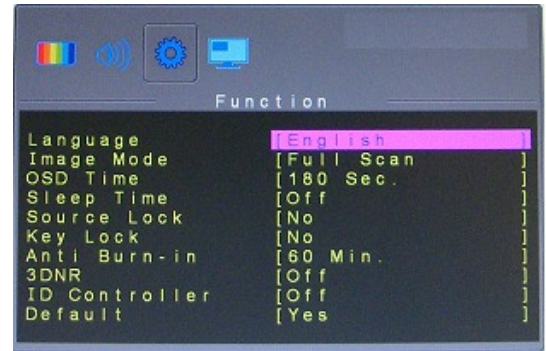 Function
Language [English ]
Image Mode [Full Scan ]
OSD Time [180 Sec. ]
Sleep Time [Off ]
Source Lock [No ]
Key Lock [No ]
Anti Burn-in [60 Min. ]
3DNR [Off ]
ID Controller [Off ]
Default [Yes ]